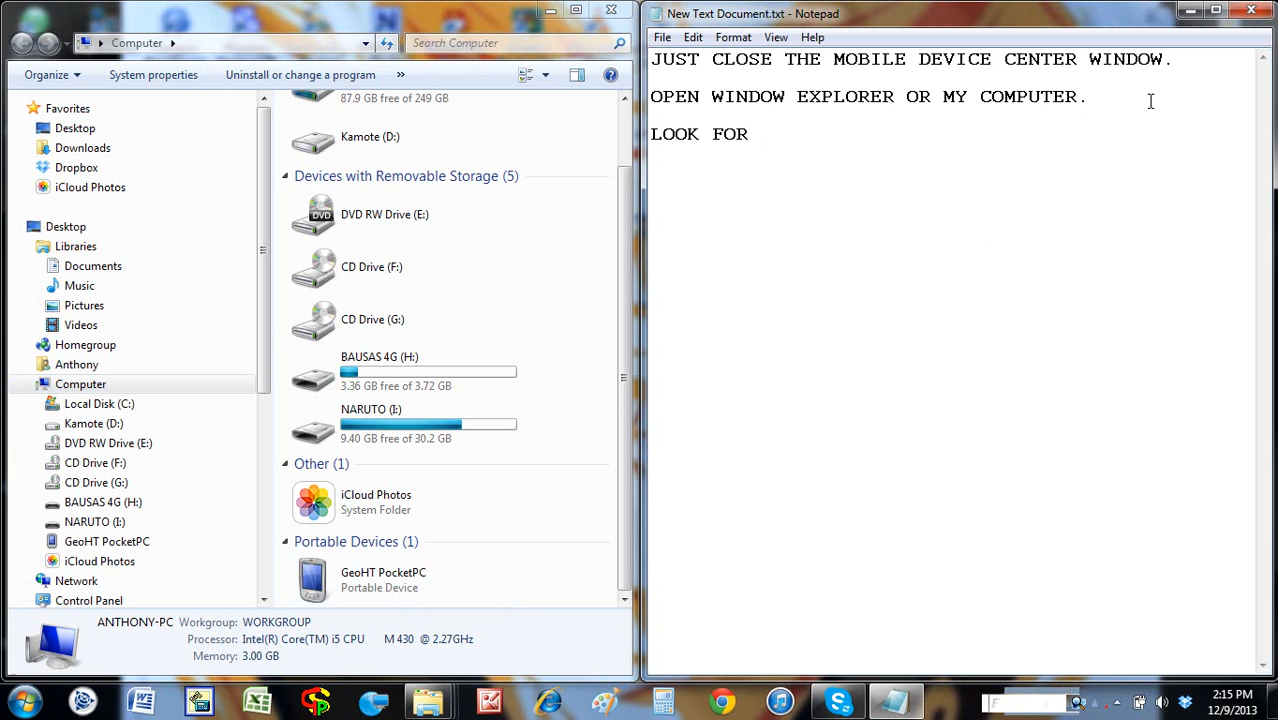 Computer
Search Computer
Organize
System properties
Uninstall or change a program
»
Favorites
Desktop
Downloads
Dropbox
iCloud Photos
Desktop
Libraries
Documents
Music
Pictures
Videos
Homegroup
Anthony
Computer
Local Disk (C:)
Kamote (D:)
DVD RW Drive (E:)
CD Drive (F:)
CD Drive (G:)
BAUSAS 4G (H:)
NARUTO (I:)
GeoHT PocketPC
iCloud Photos
Network
Control Panel
87.9 GB free of 249 GB
Kamote (D:)
Devices with Removable Storage (5)
DVD
DVD RW Drive (E:)
CD Drive (F:)
CD Drive (G:)
BAUSAS 4G (H:)
3.36 GB free of 3.72 GB
NARUTO (I:)
9.40 GB free of 30.2 GB
Other (1)
iCloud Photos
System Folder
Portable Devices (1)
GeoHT PocketPC
Portable Device
ANTHONY-PC Workgroup: WORKGROUP
Processor: Intel(R) Core(TM) i5 CPU M 430 @ 2.27GHz
Memory: 3.00 GB
New Text Document.txt - Notepad
File Edit Format View Help
JUST CLOSE THE MOBILE DEVICE CENTER WINDOW.
OPEN WINDOW EXPLORER OR MY COMPUTER.
LOOK FOR
2:15 PM
12/9/2013